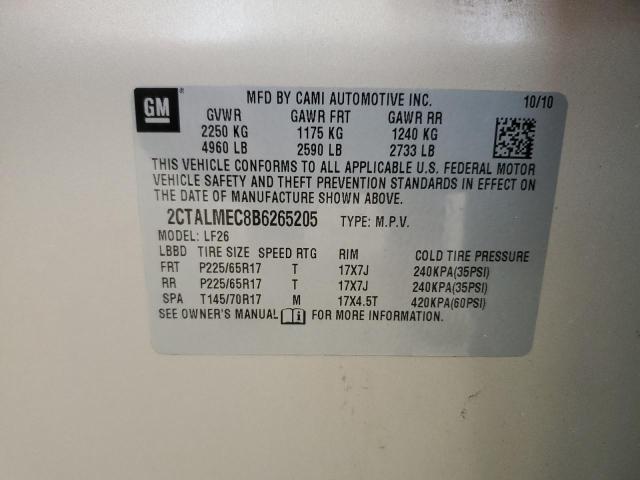 GM ®
MFD BY CAMI AUTOMOTIVE INC. 10/10
GVWR GAWR FRT GAWR RR
2250 KG 1175 KG 1240 KG
4960 LB 2590 LB 2733 LB
THIS VEHICLE CONFORMS TO ALL APPLICABLE U.S. FEDERAL MOTOR
VEHICLE SAFETY AND THEFT PREVENTION STANDARDS IN EFFECT ON
THE DATE OF MANUFACTURE SHOWN ABOVE.
2CTALMEC8B6265205 TYPE: M.P.V.
MODEL: LF26
LBBD TIRE SIZE SPEED RTG RIM COLD TIRE PRESSURE
FRT P225/65R17 T 17X7J 240KPA(35PSI)
RR P225/65R17 T 17X7J 240KPA(35PSI)
SPA T145/70R17 M 17X4.5T 420KPA(60PSI)
SEE OWNER'S MANUAL FOR MORE INFORMATION.